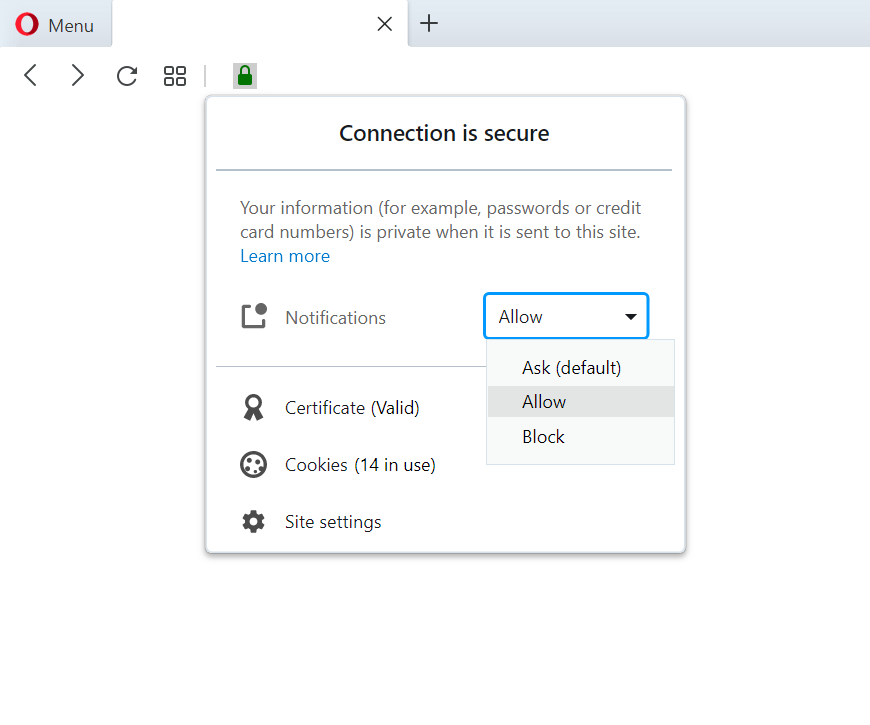 Menu
Connection is secure
Your information (for example, passwords or credit
card numbers) is private when it is sent to this site.
Learn more
Notifications
Allow
Ask (default)
Allow
Block
Certificate (Valid)
Cookies (14 in use)
Site settings